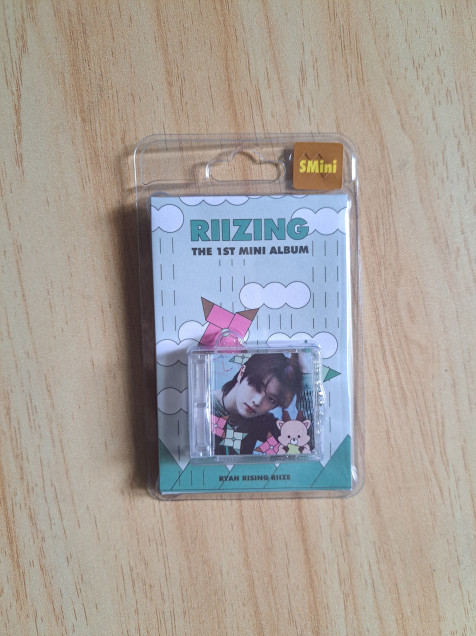 SMini
RIIZING
THE 1ST MINI ALBUM
RYAN RISING RIIZE